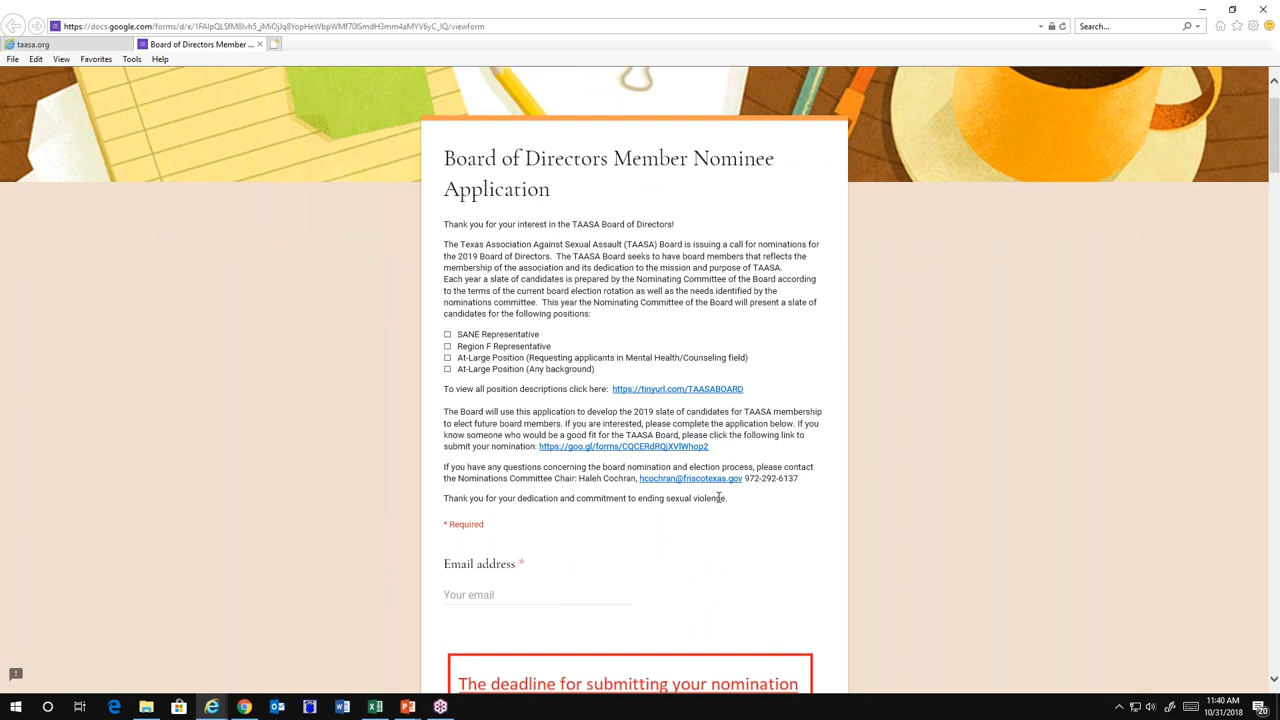 https://docs.google.com/forms/d/e/1FAIpQLSfM8lvh5_jMiOjJq8YopHeWbpWMf70ISmdH3mm4aMYV6yC_IQ/viewform
Search...
taasa.org
Board of Directors Member ...
File Edit View Favorites Tools Help
Board of Directors Member Nominee
Application
Thank you for your interest in the TAASA Board of Directors!
The Texas Association Against Sexual Assault (TAASA) Board is issuing a call for nominations for
the 2019 Board of Directors. The TAASA Board seeks to have board members that reflects the
membership of the association and its dedication to the mission and purpose of TAASA.
Each year a slate of candidates is prepared by the Nominating Committee of the Board according
to the terms of the current board election rotation as well as the needs identified by the
nominations committee. This year the Nominating Committee of the Board will present a slate of
candidates for the following positions:
☐ SANE Representative
☐ Region F Representative
☐ At-Large Position (Requesting applicants in Mental Health/Counseling field)
☐ At-Large Position (Any background)
To view all position descriptions click here: https://tinyurl.com/TAASABOARD
The Board will use this application to develop the 2019 slate of candidates for TAASA membership
to elect future board members. If you are interested, please complete the application below. If you
know someone who would be a good fit for the TAASA Board, please click the following link to
submit your nomination: https://goo.gl/forms/CQCERdRQjXVlWhop2
If you have any questions concerning the board nomination and election process, please contact
the Nominations Committee Chair: Haleh Cochran, hcochran@friscotexas.gov 972-292-6137
Thank you for your dedication and commitment to ending sexual violence.
* Required
Email address *
Your email
The deadline for submitting your nomination
11:40 AM
10/31/2018
20